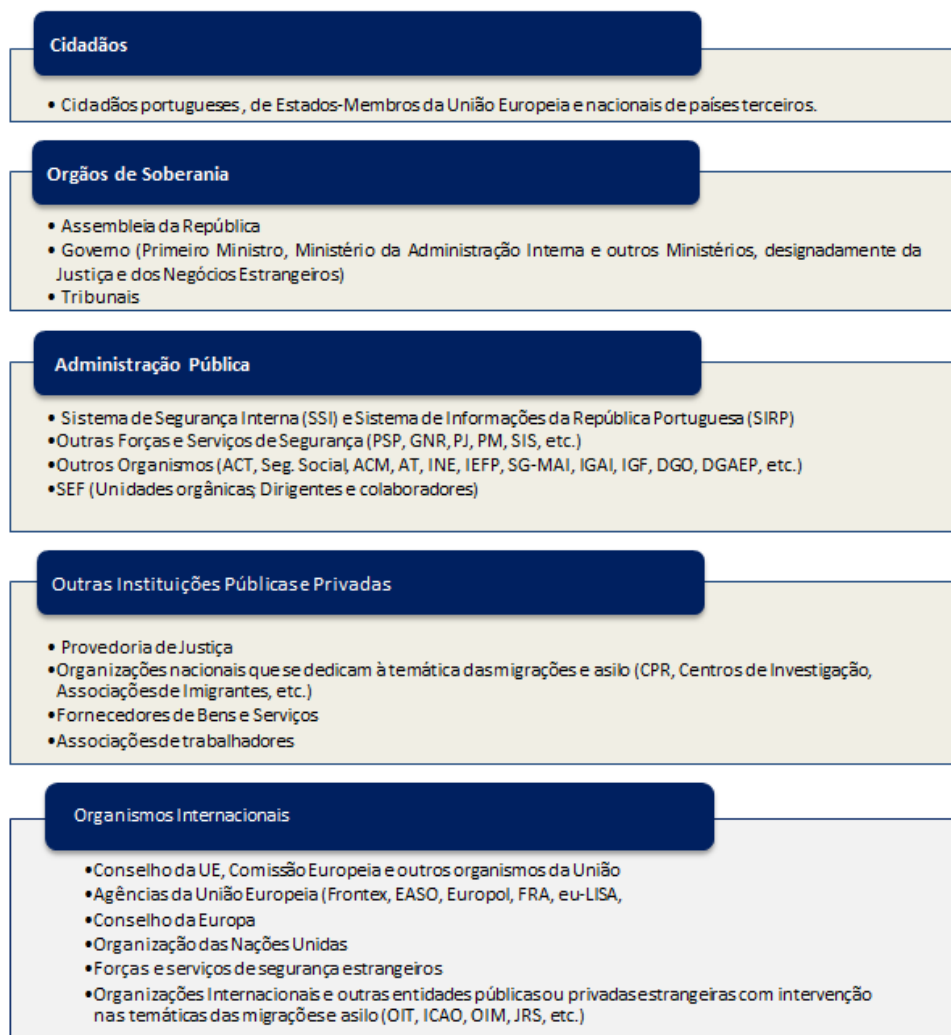 Cidadãos
• Cidadãos portugueses, de Estados-Membros da União Europeia e nacionais de países terceiros.
Orgãos de Soberania
• Assembleia da República
• Governo (Primeiro Ministro, Ministério da Administração Interna e outros Ministérios, designadamente da
Justiça e dos Negócios Estrangeiros)
• Tribunais
Administração Pública
• Sistema de Segurança Interna (SSI) e Sistema de Informações da República Portuguesa (SIRP)
•Outras Forças e Serviços de Segurança (PSP, GNR, PJ, PM, SIS, etc.)
•Outros Organismos (ACT, Seg. Social, ACM, AT, INE, IEFP, SG-MAI, IGAI, IGF, DGO, DGAEP, etc.)
•SEF (Unidades orgânicas; Dirigentes e colaboradores)
Outras Instituições Públicas e Privadas
• Provedoria de Justiça
•Organizações nacionais que se dedicam à temática das migrações e asilo (CPR, Centros de Investigação,
Associações de Imigrantes, etc.)
•Fornecedores de Bens e Serviços
•Associações de trabalhadores
Organismos Internacionais
•Conselho da UE, Comissão Europeia e outros organismos da União
•Agências da União Europeia (Frontex, EASO, Europol, FRA, eu-LISA,
•Conselho da Europa
•Organização das Nações Unidas
•Forças e serviços de segurança estrangeiros
•Organizações Internacionais e outras entidades públicas ou privadas estrangeiras com intervenção
nas temáticas das migrações e asilo (OIT, ICAO, OIM, JRS, etc.)